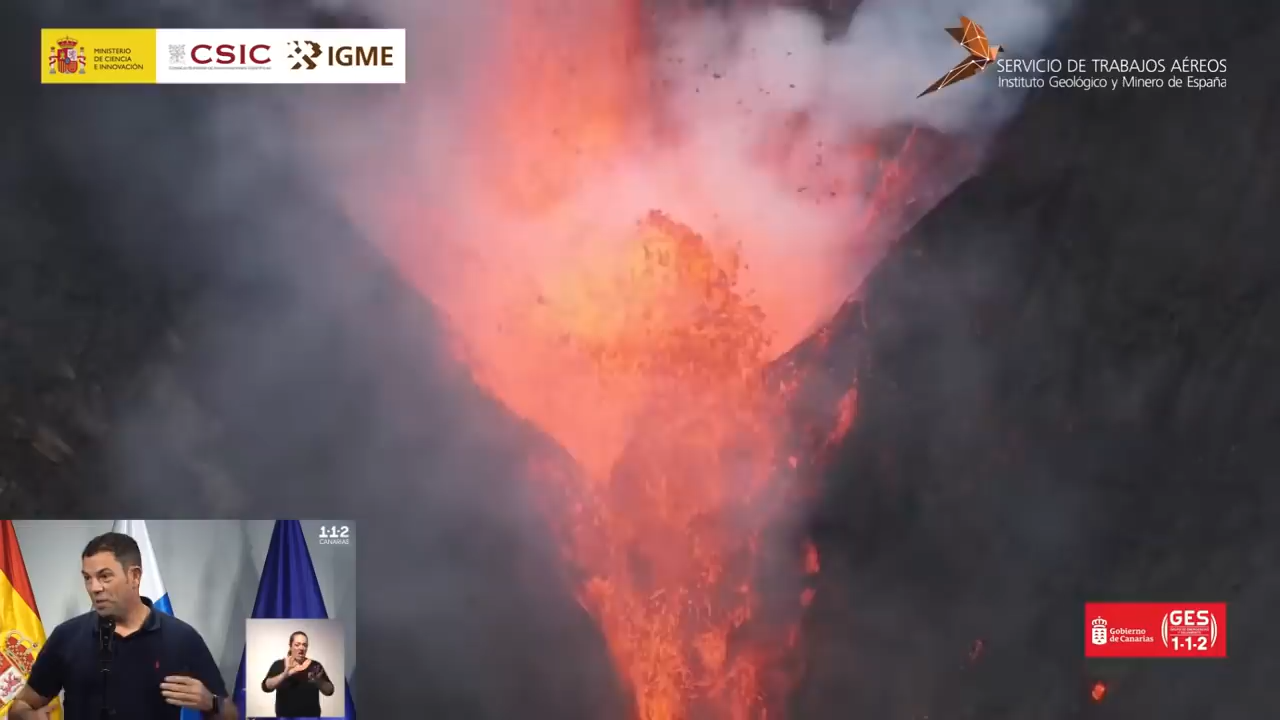 MINISTERIO
DE CIENCIA
E INNOVACIÓN
CSIC
IGME
SERVICIO DE TRABAJOS AÉREOS
Instituto Geológico y Minero de España
1·1·2
CANARIAS
Gobierno
de Canarias
GES
1·1·2